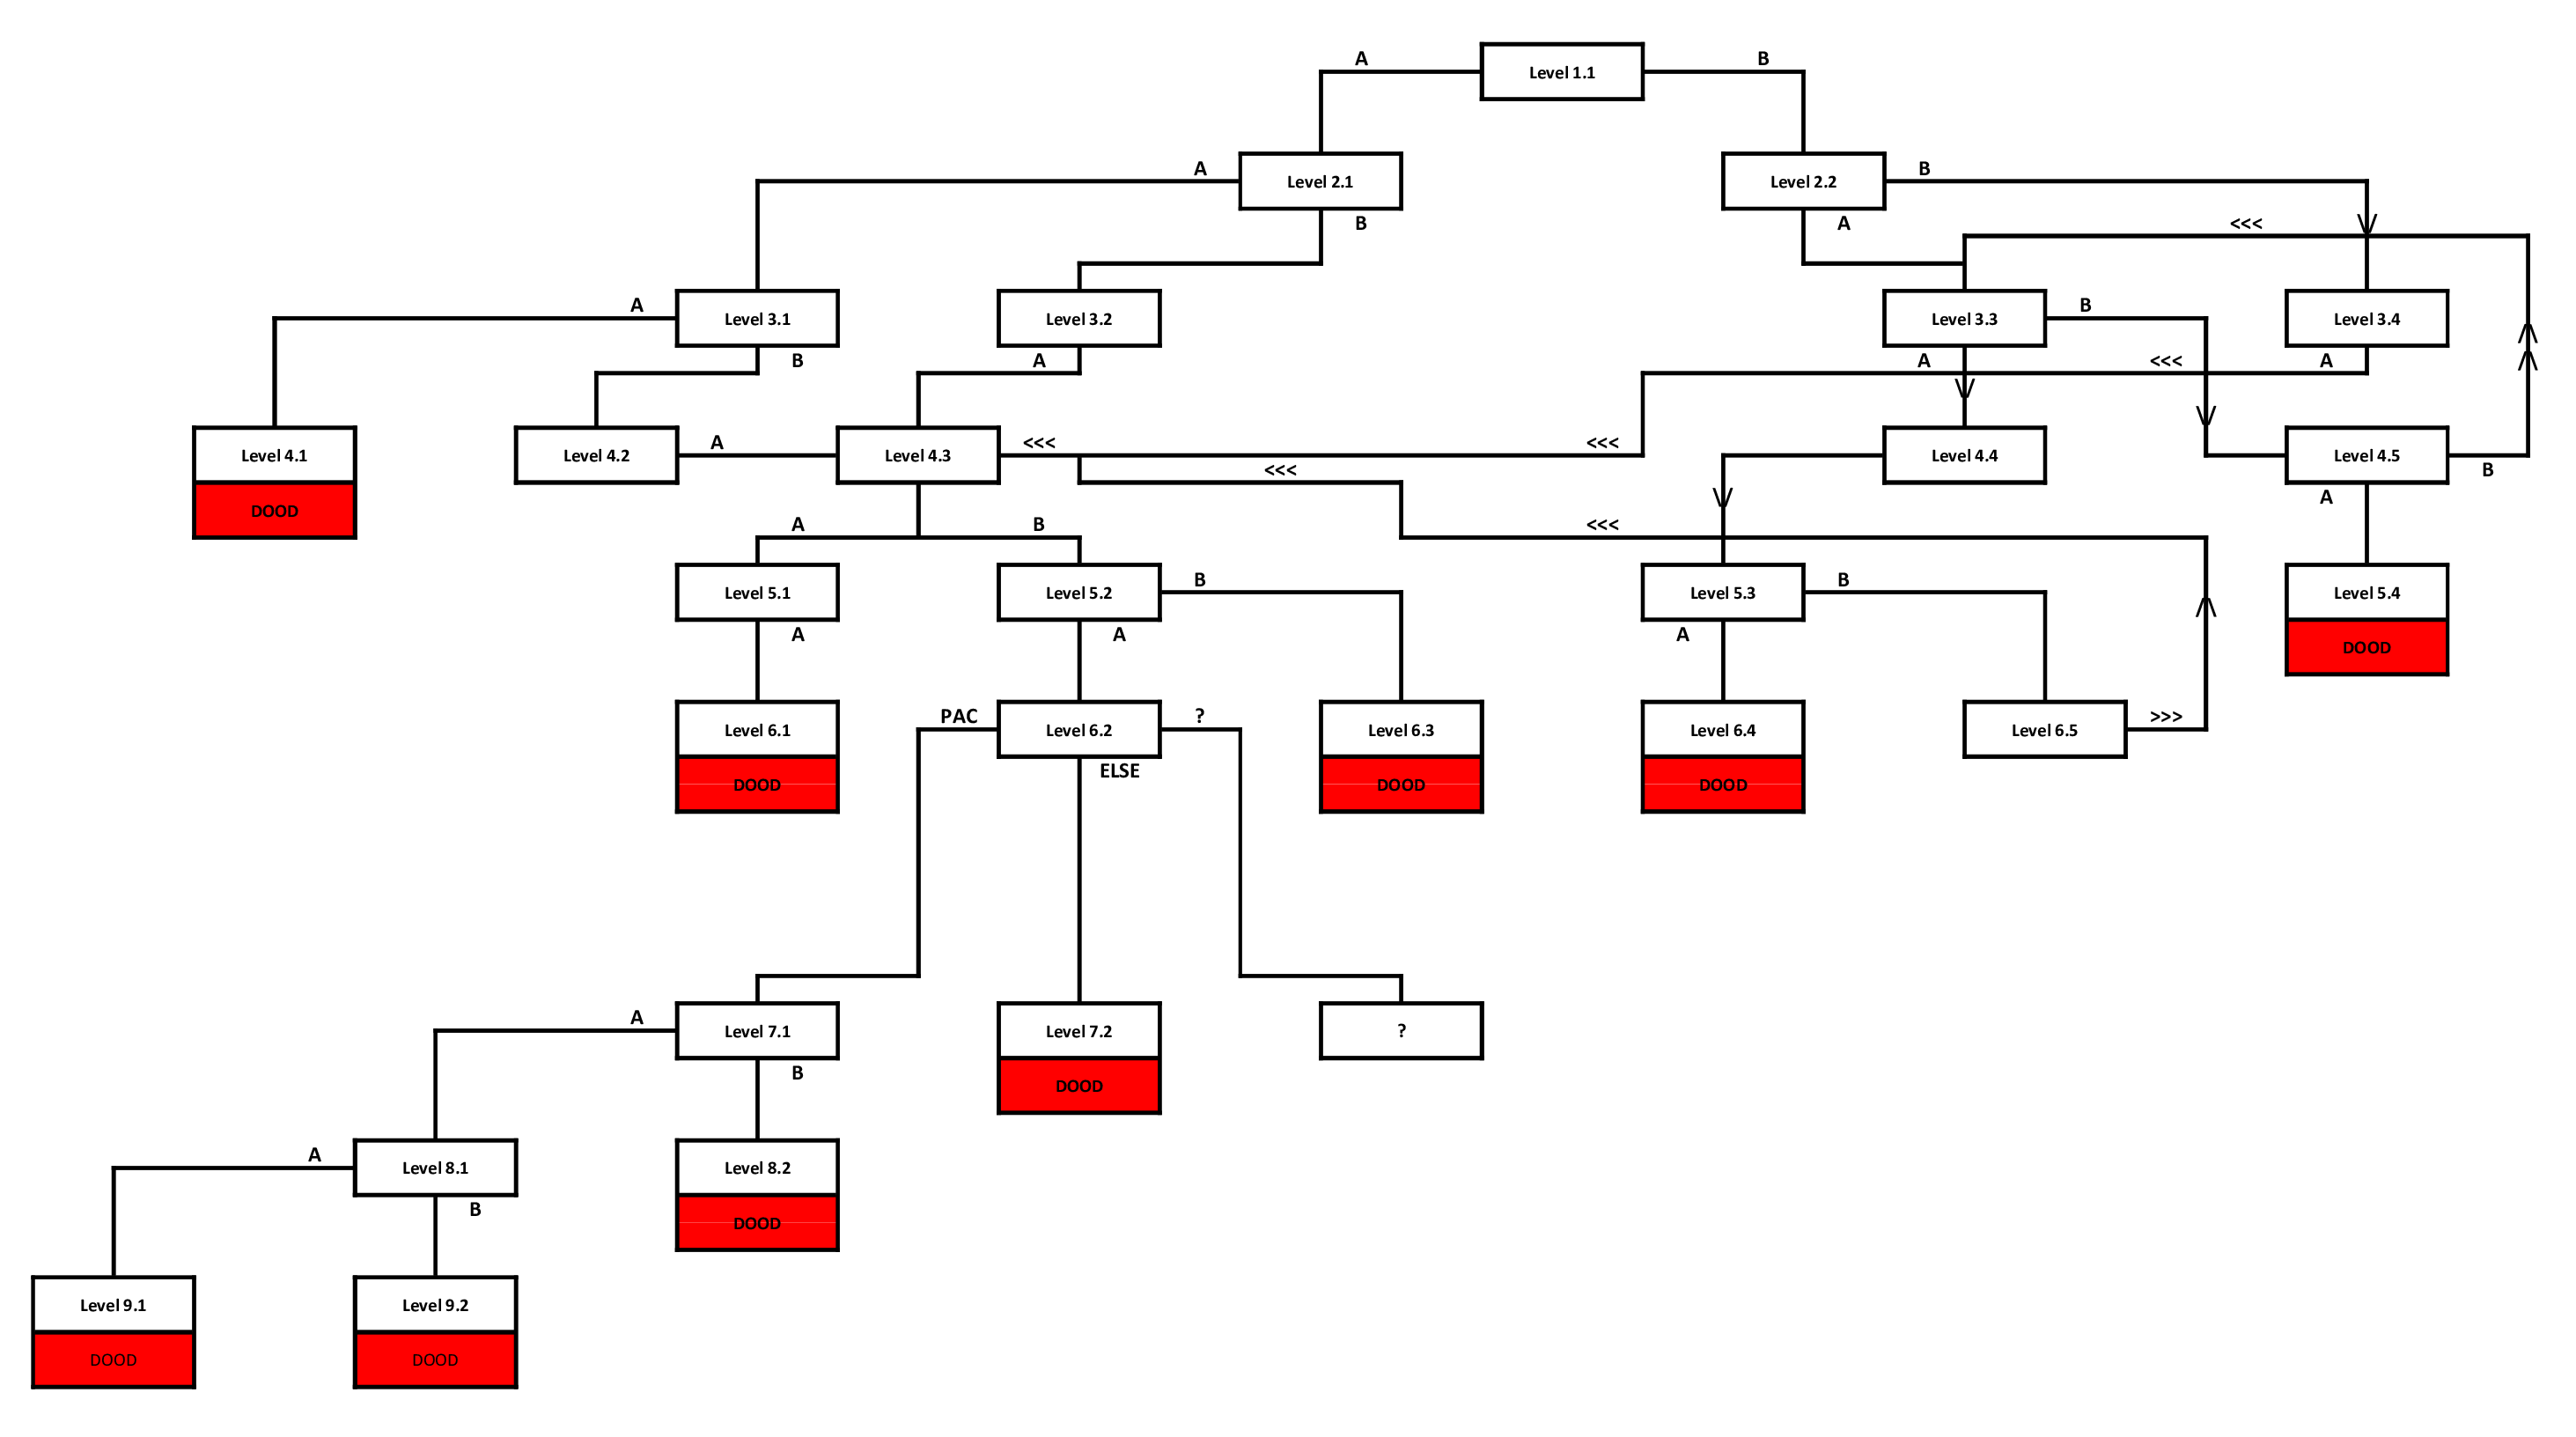 A
Level 1.1
B
A
Level 2.1
B
Level 2.2
B
A
<<<
\/
A
Level 3.1
B
Level 3.2
A
Level 3.3
B
A
<<<
Level 3.4
A
/\
/\
\/
\/
Level 4.1
DOOD
Level 4.2
A
Level 4.3
<<<
<<<
<<<
Level 4.4
Level 4.5
B
A
\/
A
B
<<<
Level 5.1
A
Level 5.2
B
A
Level 5.3
B
A
/\
Level 5.4
DOOD
Level 6.1
DOOD
PAC
Level 6.2
?
ELSE
Level 6.3
DOOD
Level 6.4
DOOD
Level 6.5
>>>
A
Level 7.1
B
Level 7.2
DOOD
?
A
Level 8.1
B
Level 8.2
DOOD
Level 9.1
DOOD
Level 9.2
DOOD